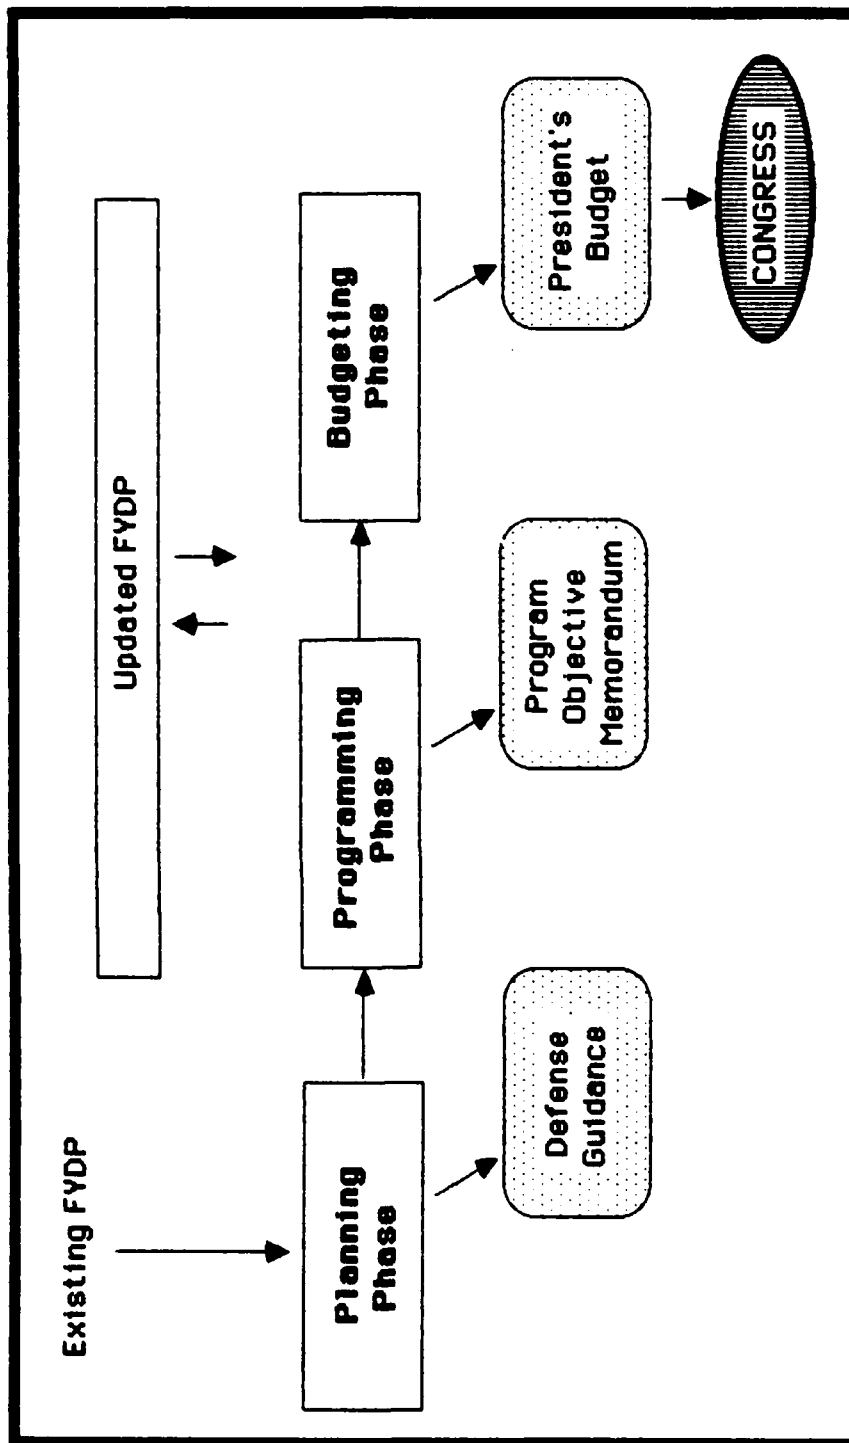 Existing FYDP
Updated FYDP
Planning
Phase
Programming
Phase
Budgeting
Phase
Defense
Guidance
Program
Objective
Memorandum
President's
Budget
CONGRESS